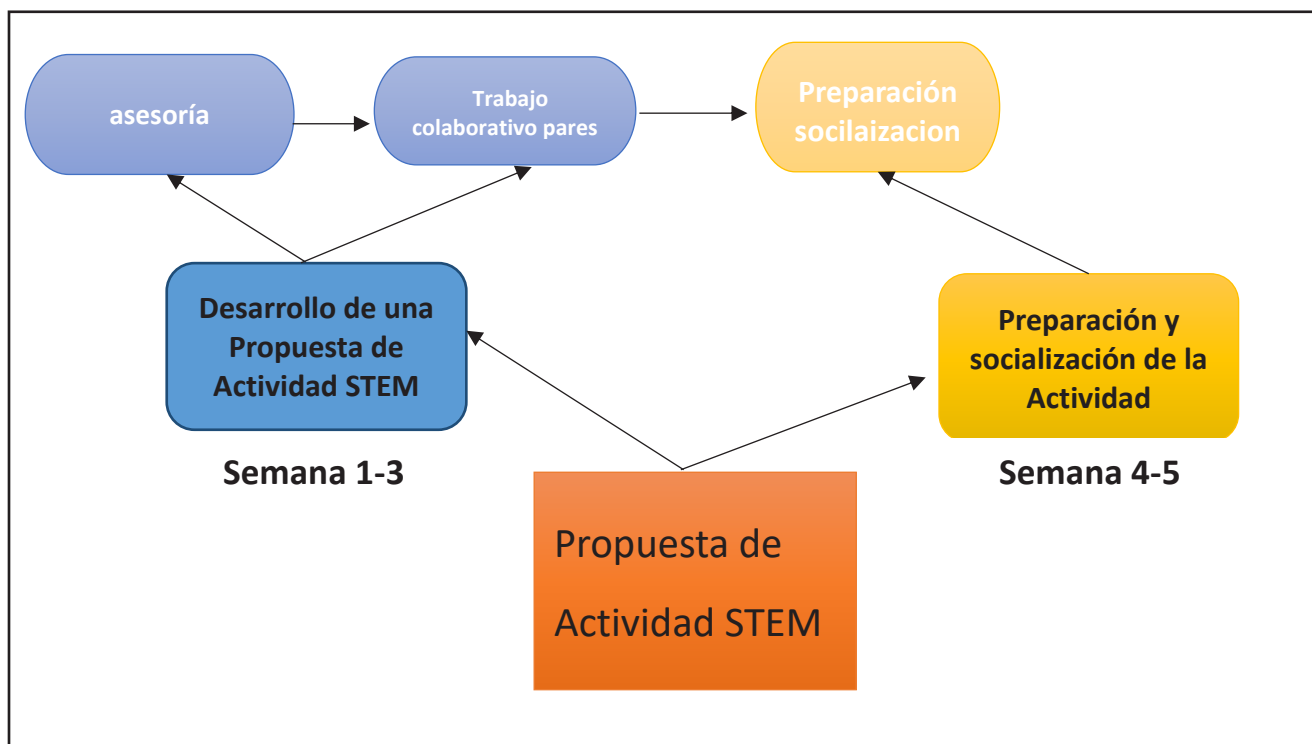 asesoría
Trabajo
colaborativo pares
Preparación
socilaizacion
Desarrollo de una
Propuesta de
Actividad STEM
Preparación y
socialización de la
Actividad
Semana 1-3
Semana 4-5
Propuesta de
Actividad STEM